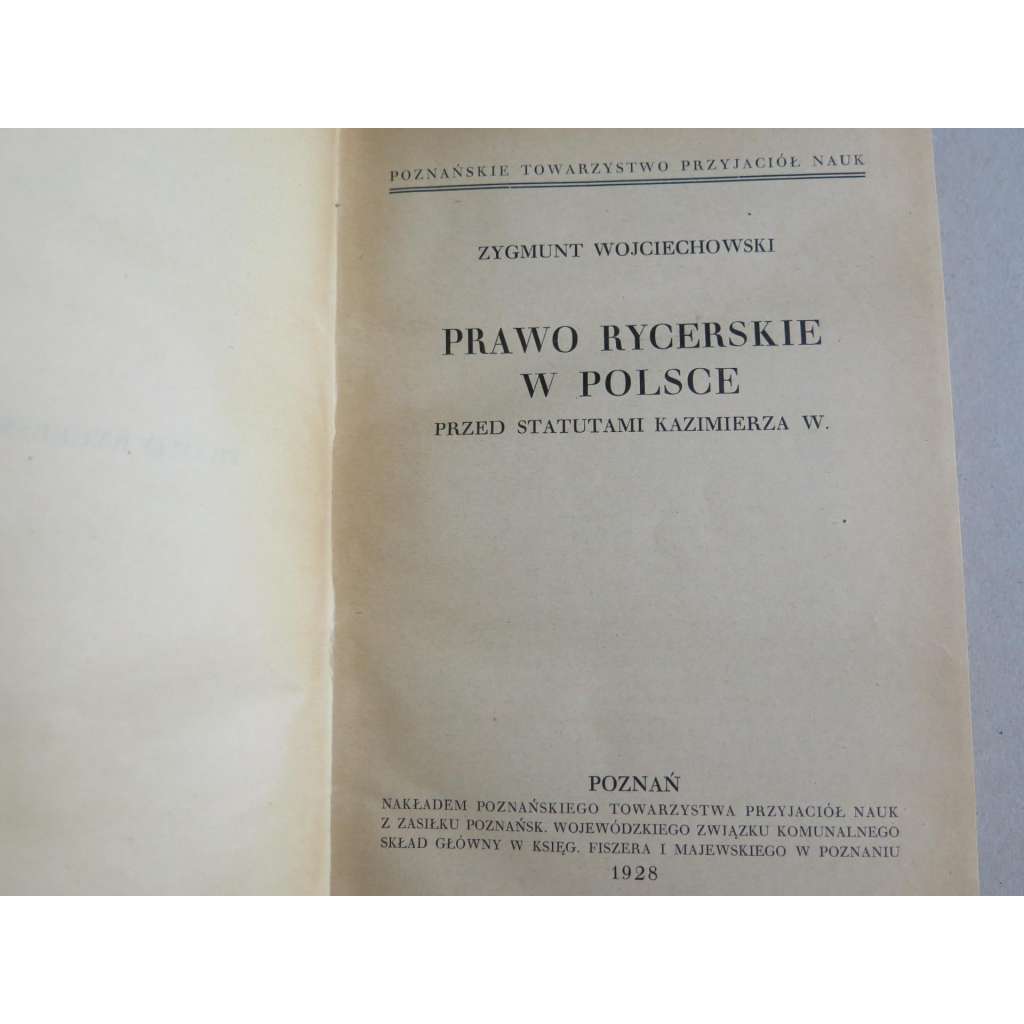 POZNAŃSKIE TOWARZYSTWO PRZYJACIÓŁ NAUK
ZYGMUNT WOJCIECHOWSKI
PRAWO RYCERSKIE
W POLSCE
PRZED STATUTAMI KAZIMIERZA W.
POZNAŃ
NAKŁADEM POZNAŃSKIEGO TOWARZYSTWA PRZYJACIÓŁ NAUK
Z ZASIŁKU POZNAŃSK. WOJEWÓDZKIEGO ZWIĄZKU KOMUNALNEGO
SKŁAD GŁÓWNY W KSIĘG. FISZERA I MAJEWSKIEGO W POZNANIU
1928